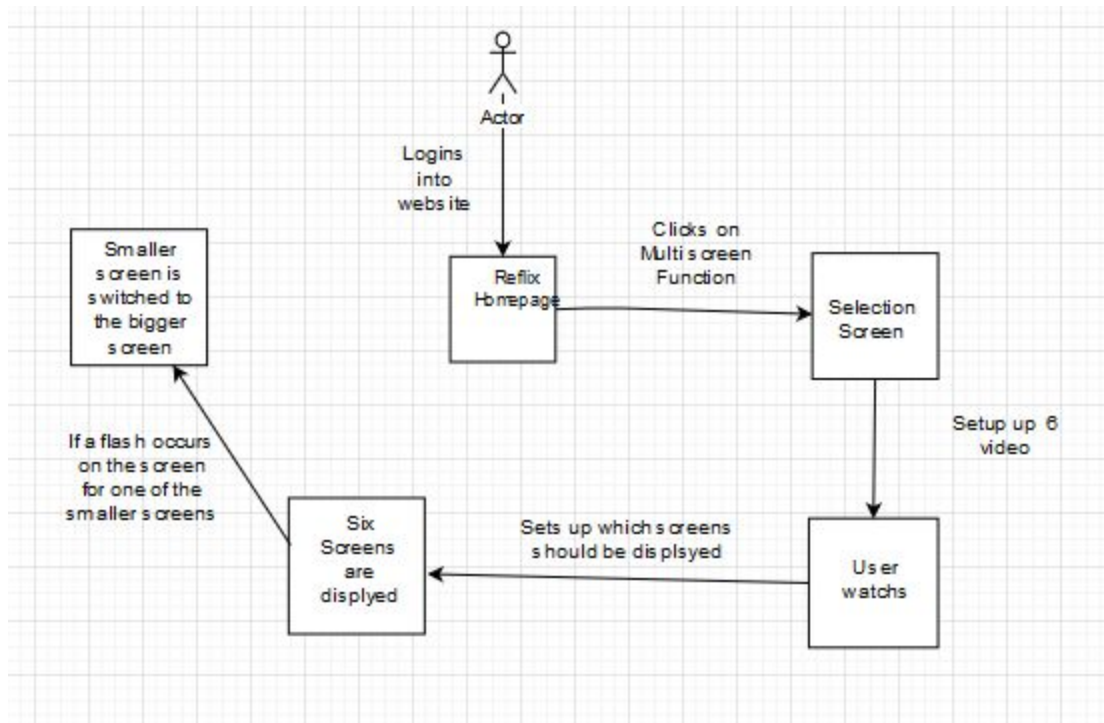 Actor
Logins
into
website
Reflix
Homepage
Clicks on
Multiscreen
Function
Selection
Screen
Setup up 6
video
User
watchs
Sets up which screens
should be displsyed
Six
Screens
are
displyed
If a flash occurs
on the screen
for one of the
smaller screens
Smaller
screen is
switched to
the bigger
screen